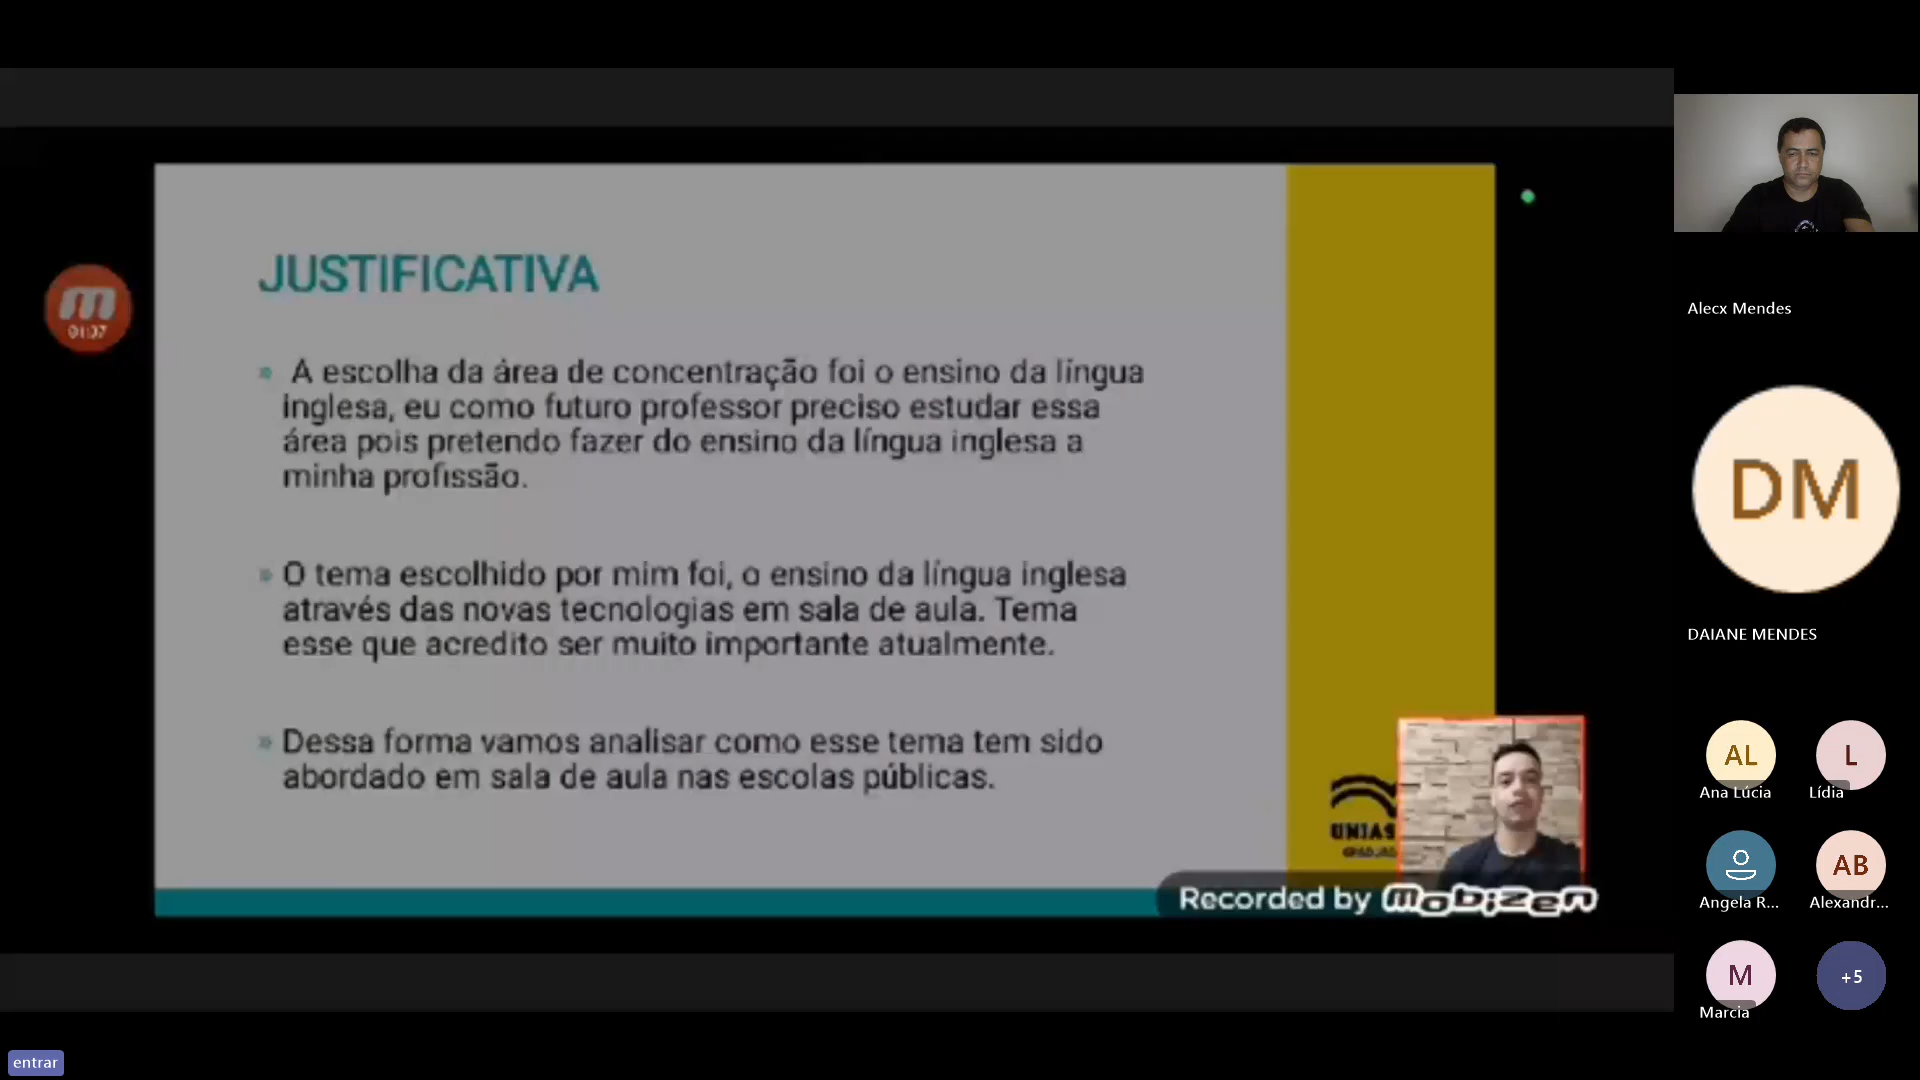 JUSTIFICATIVA
01:37
» A escolha da área de concentração foi o ensino da língua
inglesa, eu como futuro professor preciso estudar essa
área pois pretendo fazer do ensino da língua inglesa a
minha profissão.
» O tema escolhido por mim foi, o ensino da língua inglesa
através das novas tecnologias em sala de aula. Tema
esse que acredito ser muito importante atualmente.
» Dessa forma vamos analisar como esse tema tem sido
abordado em sala de aula nas escolas públicas.
Recorded by mobizen
Alecx Mendes
DM
DAIANE MENDES
AL
L
Ana Lúcia
Lídia
AB
Angela R...
Alexandr...
M
+5
Marcia
entrar